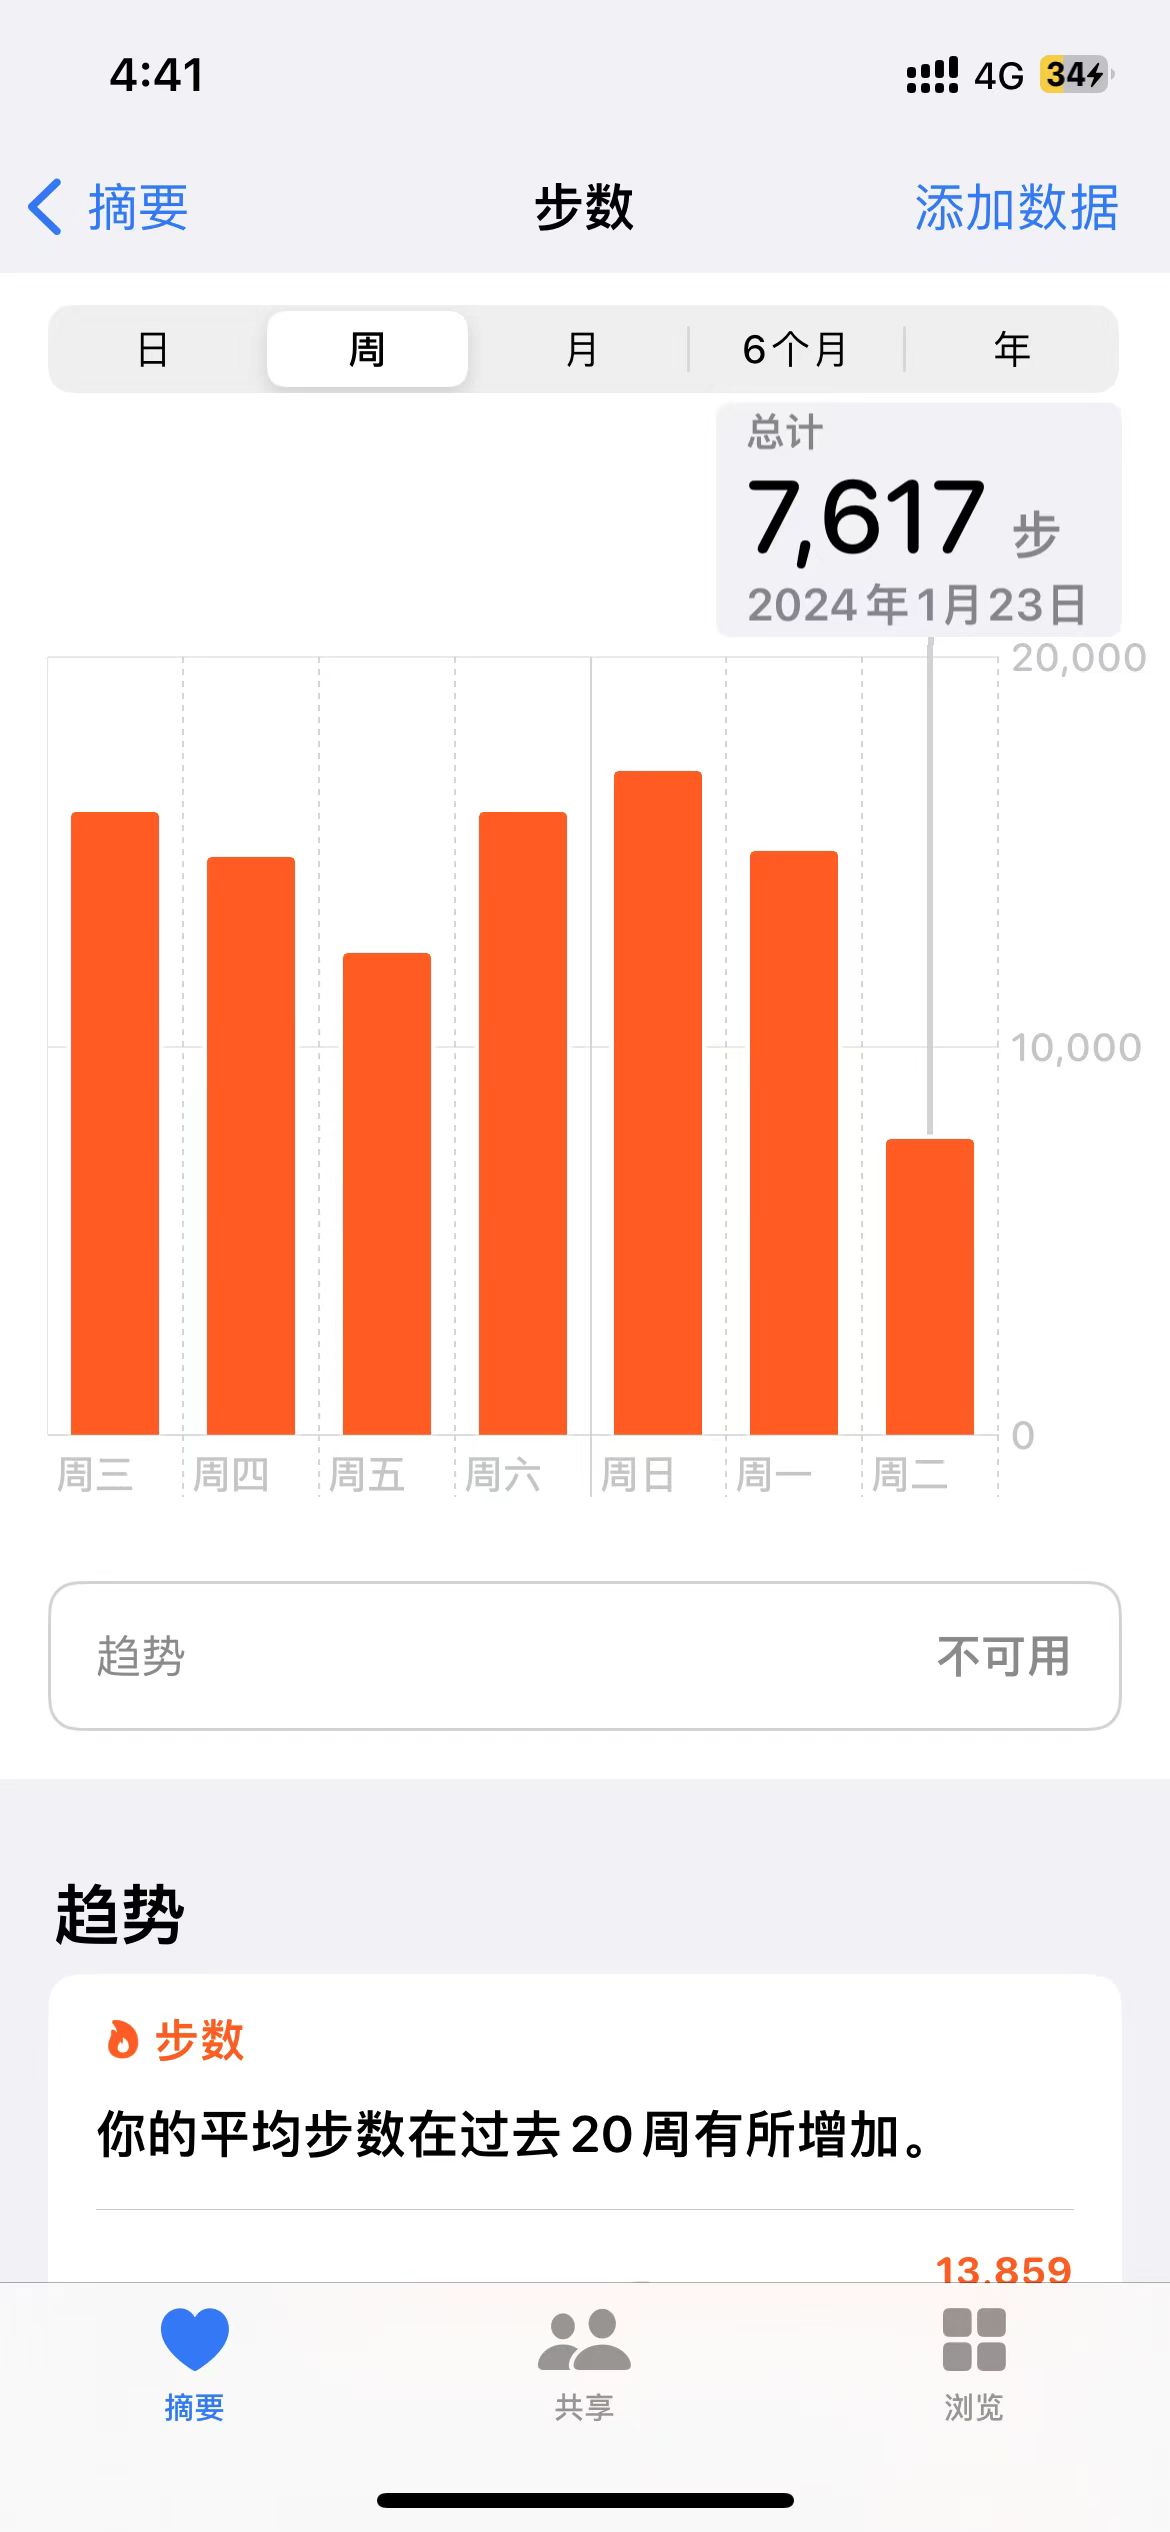 4:41 4G 34
摘要 步数 添加数据
日 周 月 6个月 年
总计
7,617 步
2024年1月23日
20,000
10,000
0
周三 周四 周五 周六 周日 周一 周二
趋势 不可用
趋势
步数
你的平均步数在过去20周有所增加。
13,859
摘要 共享 浏览